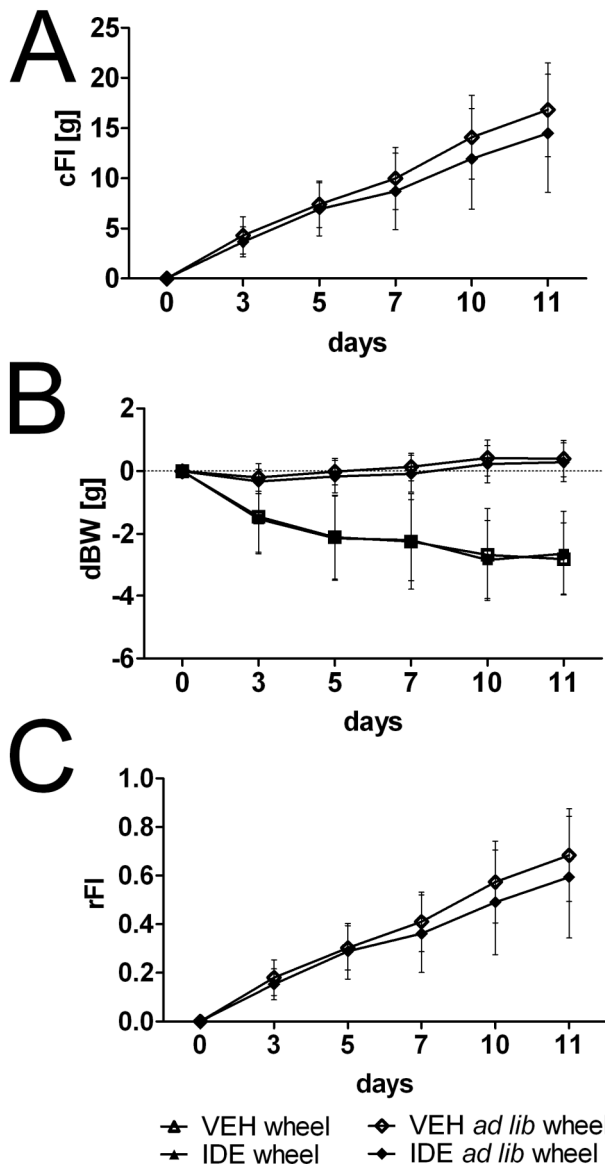 A
25
20
15
10
5
0
cFI [g]
0 3 5 7 10 11
days
B
2
0
-2
-4
-6
dBW [g]
0 3 5 7 10 11
days
C
1.0
0.8
0.6
0.4
0.2
0.0
rFI
0 3 5 7 10 11
days
VEH wheel VEH ad lib wheel
IDE wheel IDE ad lib wheel